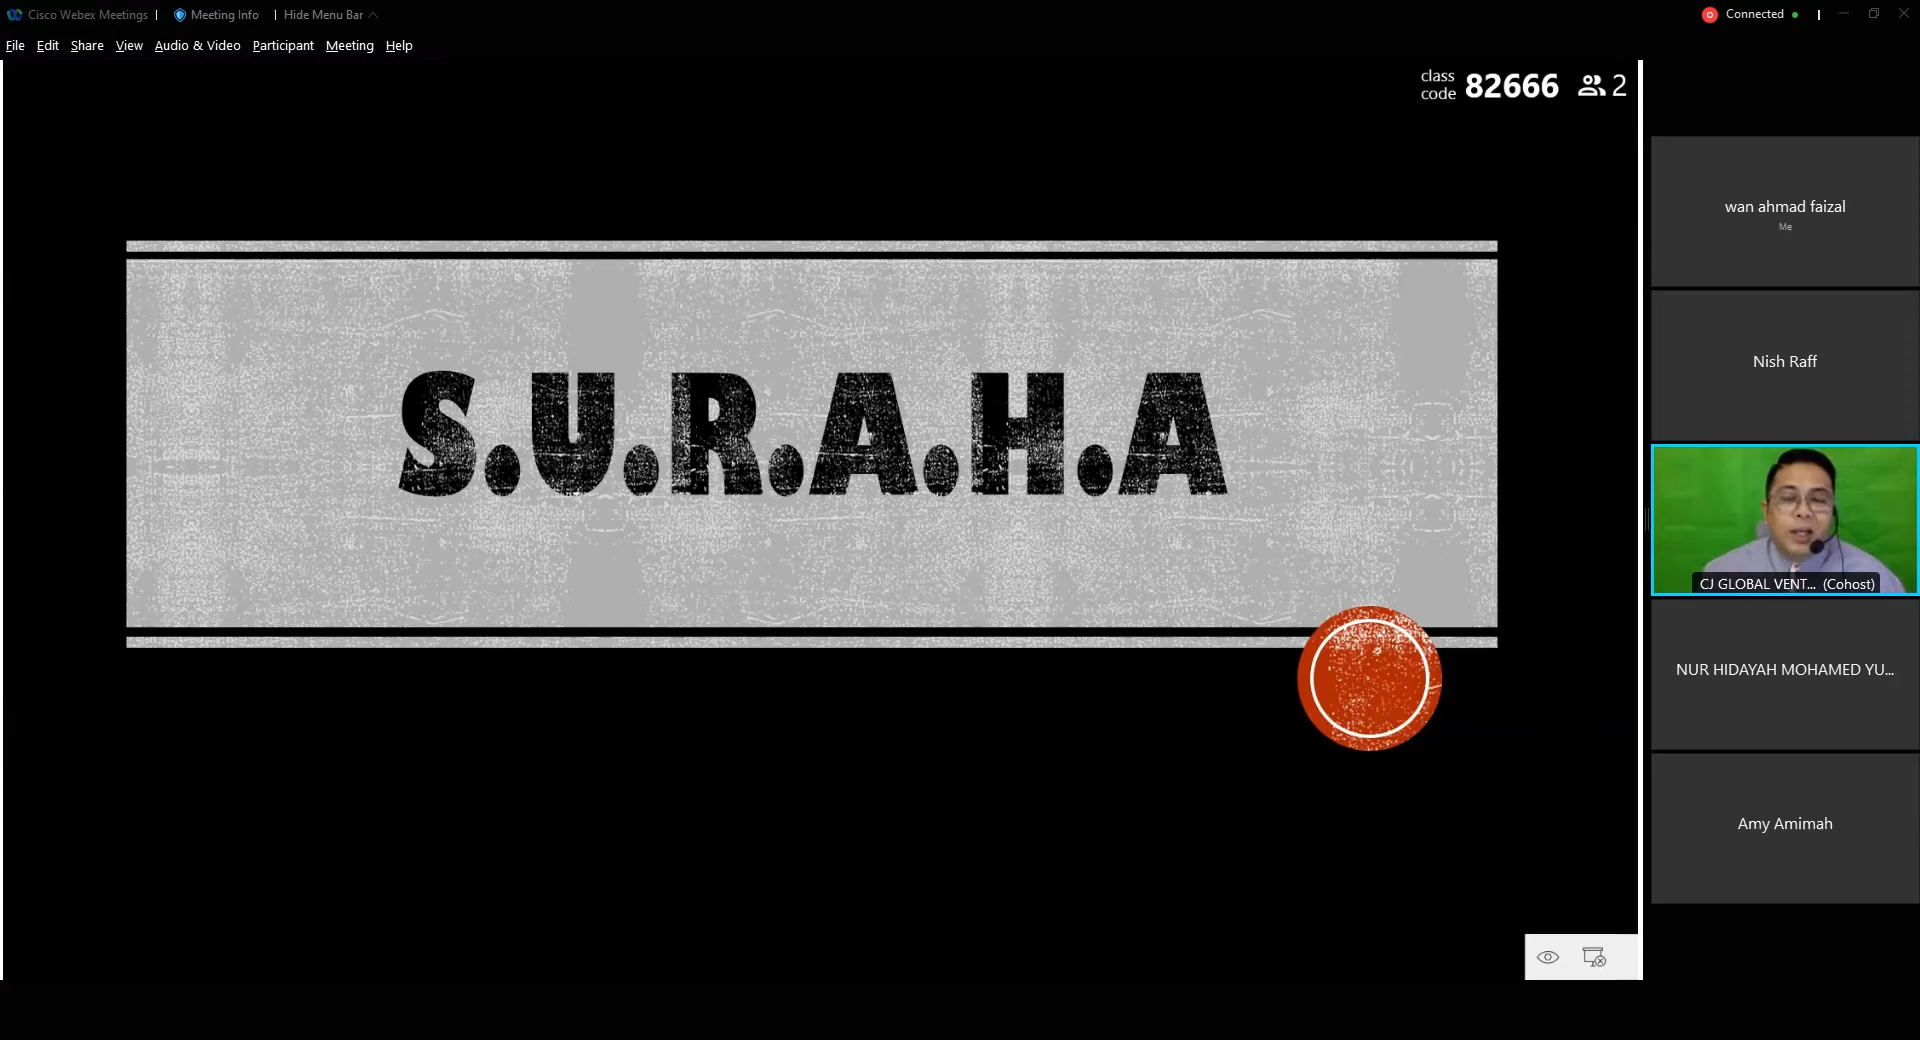 Cisco Webex Meetings | Meeting Info | Hide Menu Bar
Connected
File Edit Share View Audio & Video Participant Meeting Help
class code 82666 2
S.U.R.A.H.A
wan ahmad faizal
Me
Nish Raff
CJ GLOBAL VENT... (Cohost)
NUR HIDAYAH MOHAMED YU...
Amy Amimah